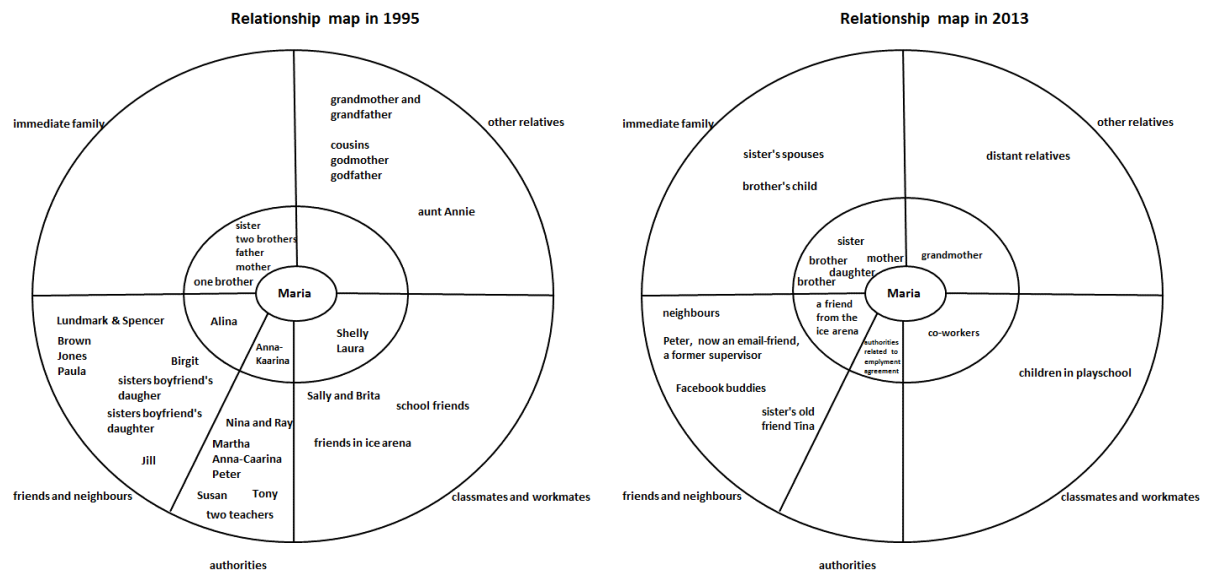 Relationship map in 1995
immediate family
other relatives
grandmother and
grandfather
cousins
godmother
godfather
aunt Annie
sister
two brothers
father
mother
one brother
Maria
Lundmark & Spencer
Brown
Jones
Paula
Birgit
sisters boyfriend's
daugher
sisters boyfriend's
daughter
Jill
Alina
Anna-
Kaarina
Nina and Ray
Martha
Anna-Caarina
Peter
Susan
Tony
two teachers
Shelly
Laura
Sally and Brita
school friends
friends in ice arena
friends and neighbours
classmates and workmates
authorities
Relationship map in 2013
immediate family
other relatives
sister's spouses
brother's child
distant relatives
sister
brother
mother
daughter
brother
grandmother
Maria
neighbours
Peter, now an email-friend,
a former supervisor
Facebook buddies
sister's old
friend Tina
a friend
from the
ice arena
authorities
related to
emplyment
agreement
co-workers
children in playschool
friends and neighbours
classmates and workmates
authorities